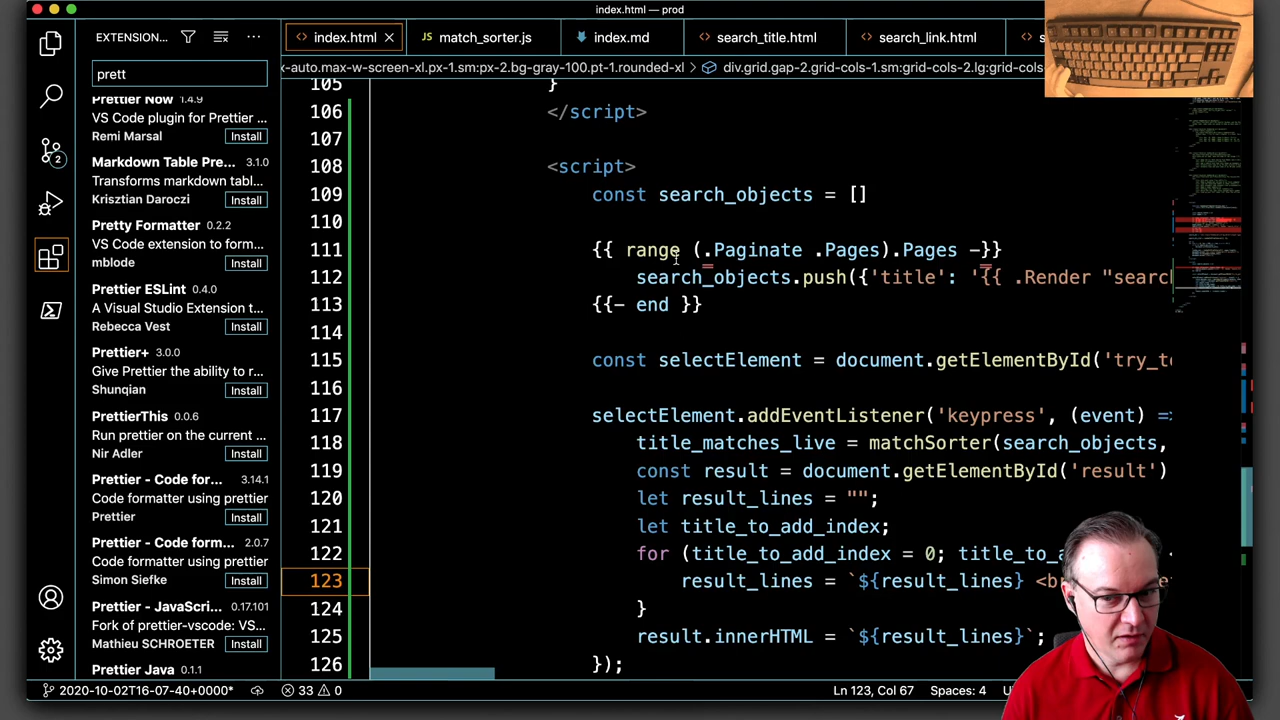 index.html — prod
EXTENSION... ...
index.html
JS match_sorter.js
index.md
<> search_title.html
<> search_link.html
<> s
x-auto.max-w-screen-xl.px-1.sm:px-2.bg-gray-100.pt-1.rounded-xl > div.grid.gap-2.grid-cols-1.sm:grid-cols-2.lg:grid-cols
prett
Prettier Now 1.4.9
VS Code plugin for Prettier ...
Remi Marsal Install
Markdown Table Pre... 3.1.0
Transforms markdown tabl...
Krisztian Daroczi Install
Pretty Formatter 0.2.2
VS Code extension to form...
mblode Install
Pretty ESLint 0.4.0
A Visual Studio Extension t...
Rebecca Vest Install
Prettier+ 3.0.0
Give Prettier the ability to r...
Shunqian Install
PrettierThis 0.0.6
Run prettier on the current ...
Nir Adler Install
Prettier - Code for... 3.14.1
Code formatter using prettier
Prettier Install
Prettier - Code form... 2.0.7
Code formatter using prettier
Simon Siefke Install
Prettier - JavaScri... 0.17.101
Fork of prettier-vscode: VS...
Mathieu SCHROETER Install
Prettier Java 0.1.1
105 }
106 </script>
107
108 <script>
109 const search_objects = []
110
111 {{ range (.Paginate .Pages).Pages -}}
112 search_objects.push({'title': {{ .Render "searc
113 {{- end }}
114
115 const selectElement = document.getElementById('try_t
116
117 selectElement.addEventListener('keypress', (event) =>
118 title_matches_live = matchSorter(search_objects,
119 const result = document.getElementById('result')
120 let result_lines = "";
121 let title_to_add_index;
122 for (title_to_add_index = 0; title_to_a
123 result_lines = `${result_lines} <b
124 }
125 result.innerHTML = `${result_lines}`;
126 });
2
2020-10-02T16-07-40+0000* 33 0
Ln 123, Col 67 Spaces: 4